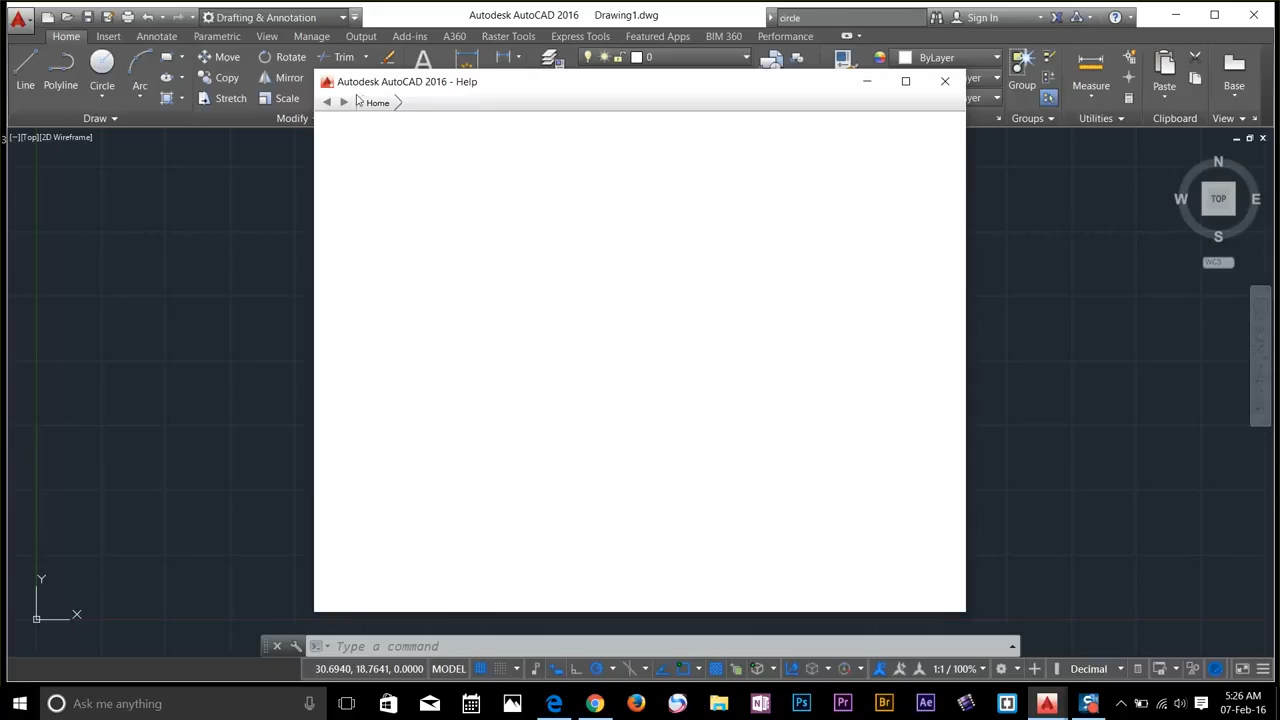 Drafting & Annotation
Autodesk AutoCAD 2016 Drawing1.dwg
circle
Sign In
Home Insert Annotate Parametric View Manage Output Add-ins A360 Raster Tools Express Tools Featured Apps BIM 360 Performance
Move Rotate Trim 0 ByLayer
Copy Mirror
Line Polyline Circle Arc Group Measure Paste Base
Stretch Scale
Draw Modify Groups Utilities Clipboard View
Autodesk AutoCAD 2016 - Help
Home
[−][Top][2D Wireframe]
N
W TOP E
S
WCS
Y
X
Type a command
30.6940, 18.7641, 0.0000 MODEL 1:1 / 100% Decimal
Ask me anything
5:26 AM
07-Feb-16